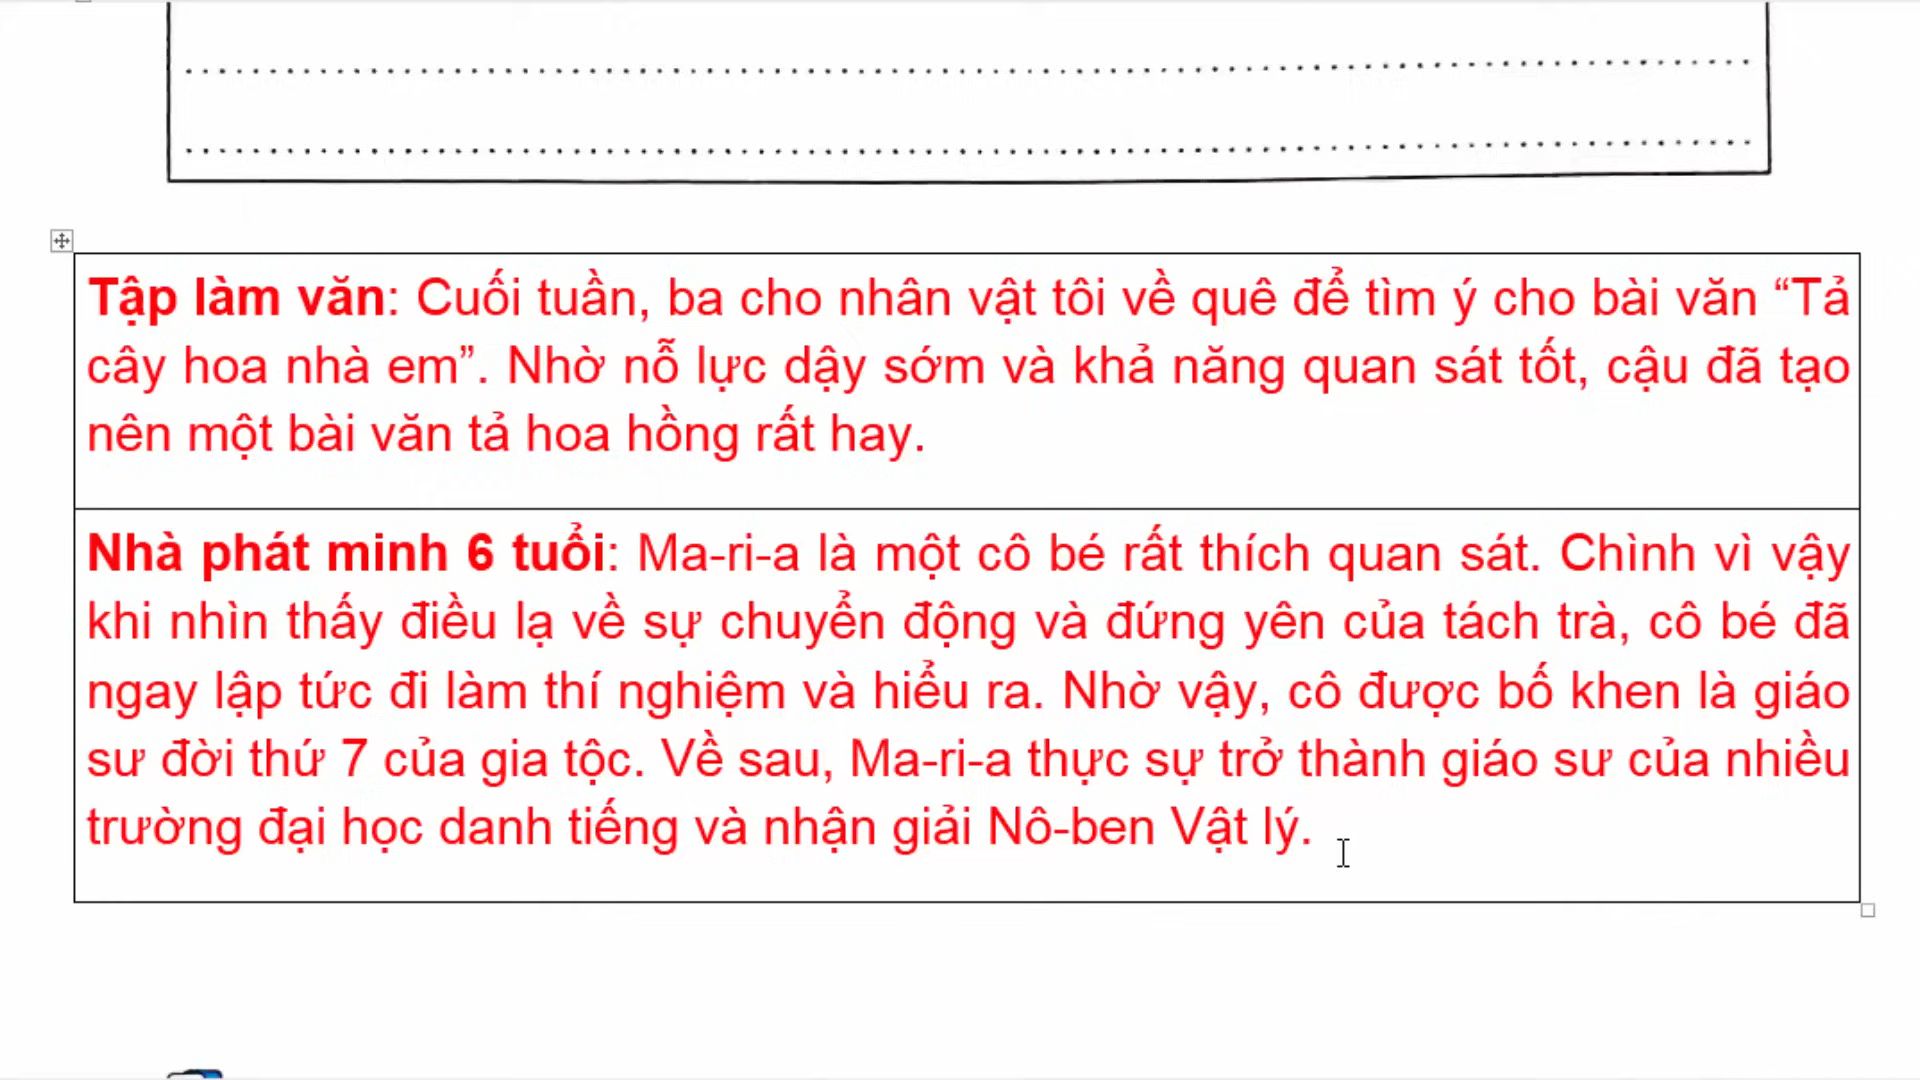 Tập làm văn: Cuối tuần, ba cho nhân vật tôi về quê để tìm ý cho bài văn “Tả
cây hoa nhà em”. Nhờ nỗ lực dậy sớm và khả năng quan sát tốt, cậu đã tạo
nên một bài văn tả hoa hồng rất hay.
Nhà phát minh 6 tuổi: Ma-ri-a là một cô bé rất thích quan sát. Chình vì vậy
khi nhìn thấy điều lạ về sự chuyển động và đứng yên của tách trà, cô bé đã
ngay lập tức đi làm thí nghiệm và hiểu ra. Nhờ vậy, cô được bố khen là giáo
sư đời thứ 7 của gia tộc. Về sau, Ma-ri-a thực sự trở thành giáo sư của nhiều
trường đại học danh tiếng và nhận giải Nô-ben Vật lý.